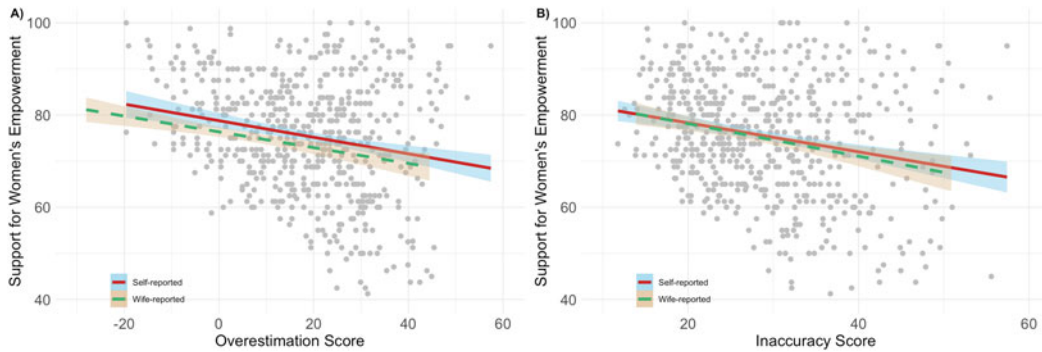 A)
100
80
60
40
Support for Women's Empowerment
Self-reported
Wife-reported
-20 0 20 40 60
Overestimation Score
B)
100
80
60
40
Support for Women's Empowerment
Self-reported
Wife-reported
20 40 60
Inaccuracy Score